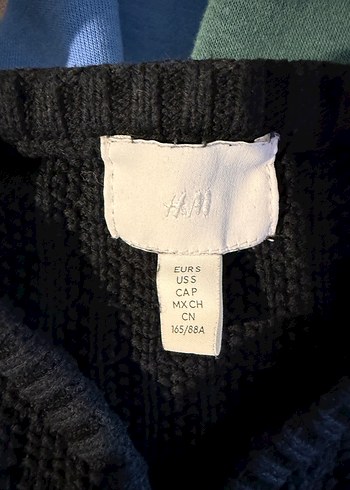 H&M
EUR S
US S
CA P
MX CH
CN
165/88A